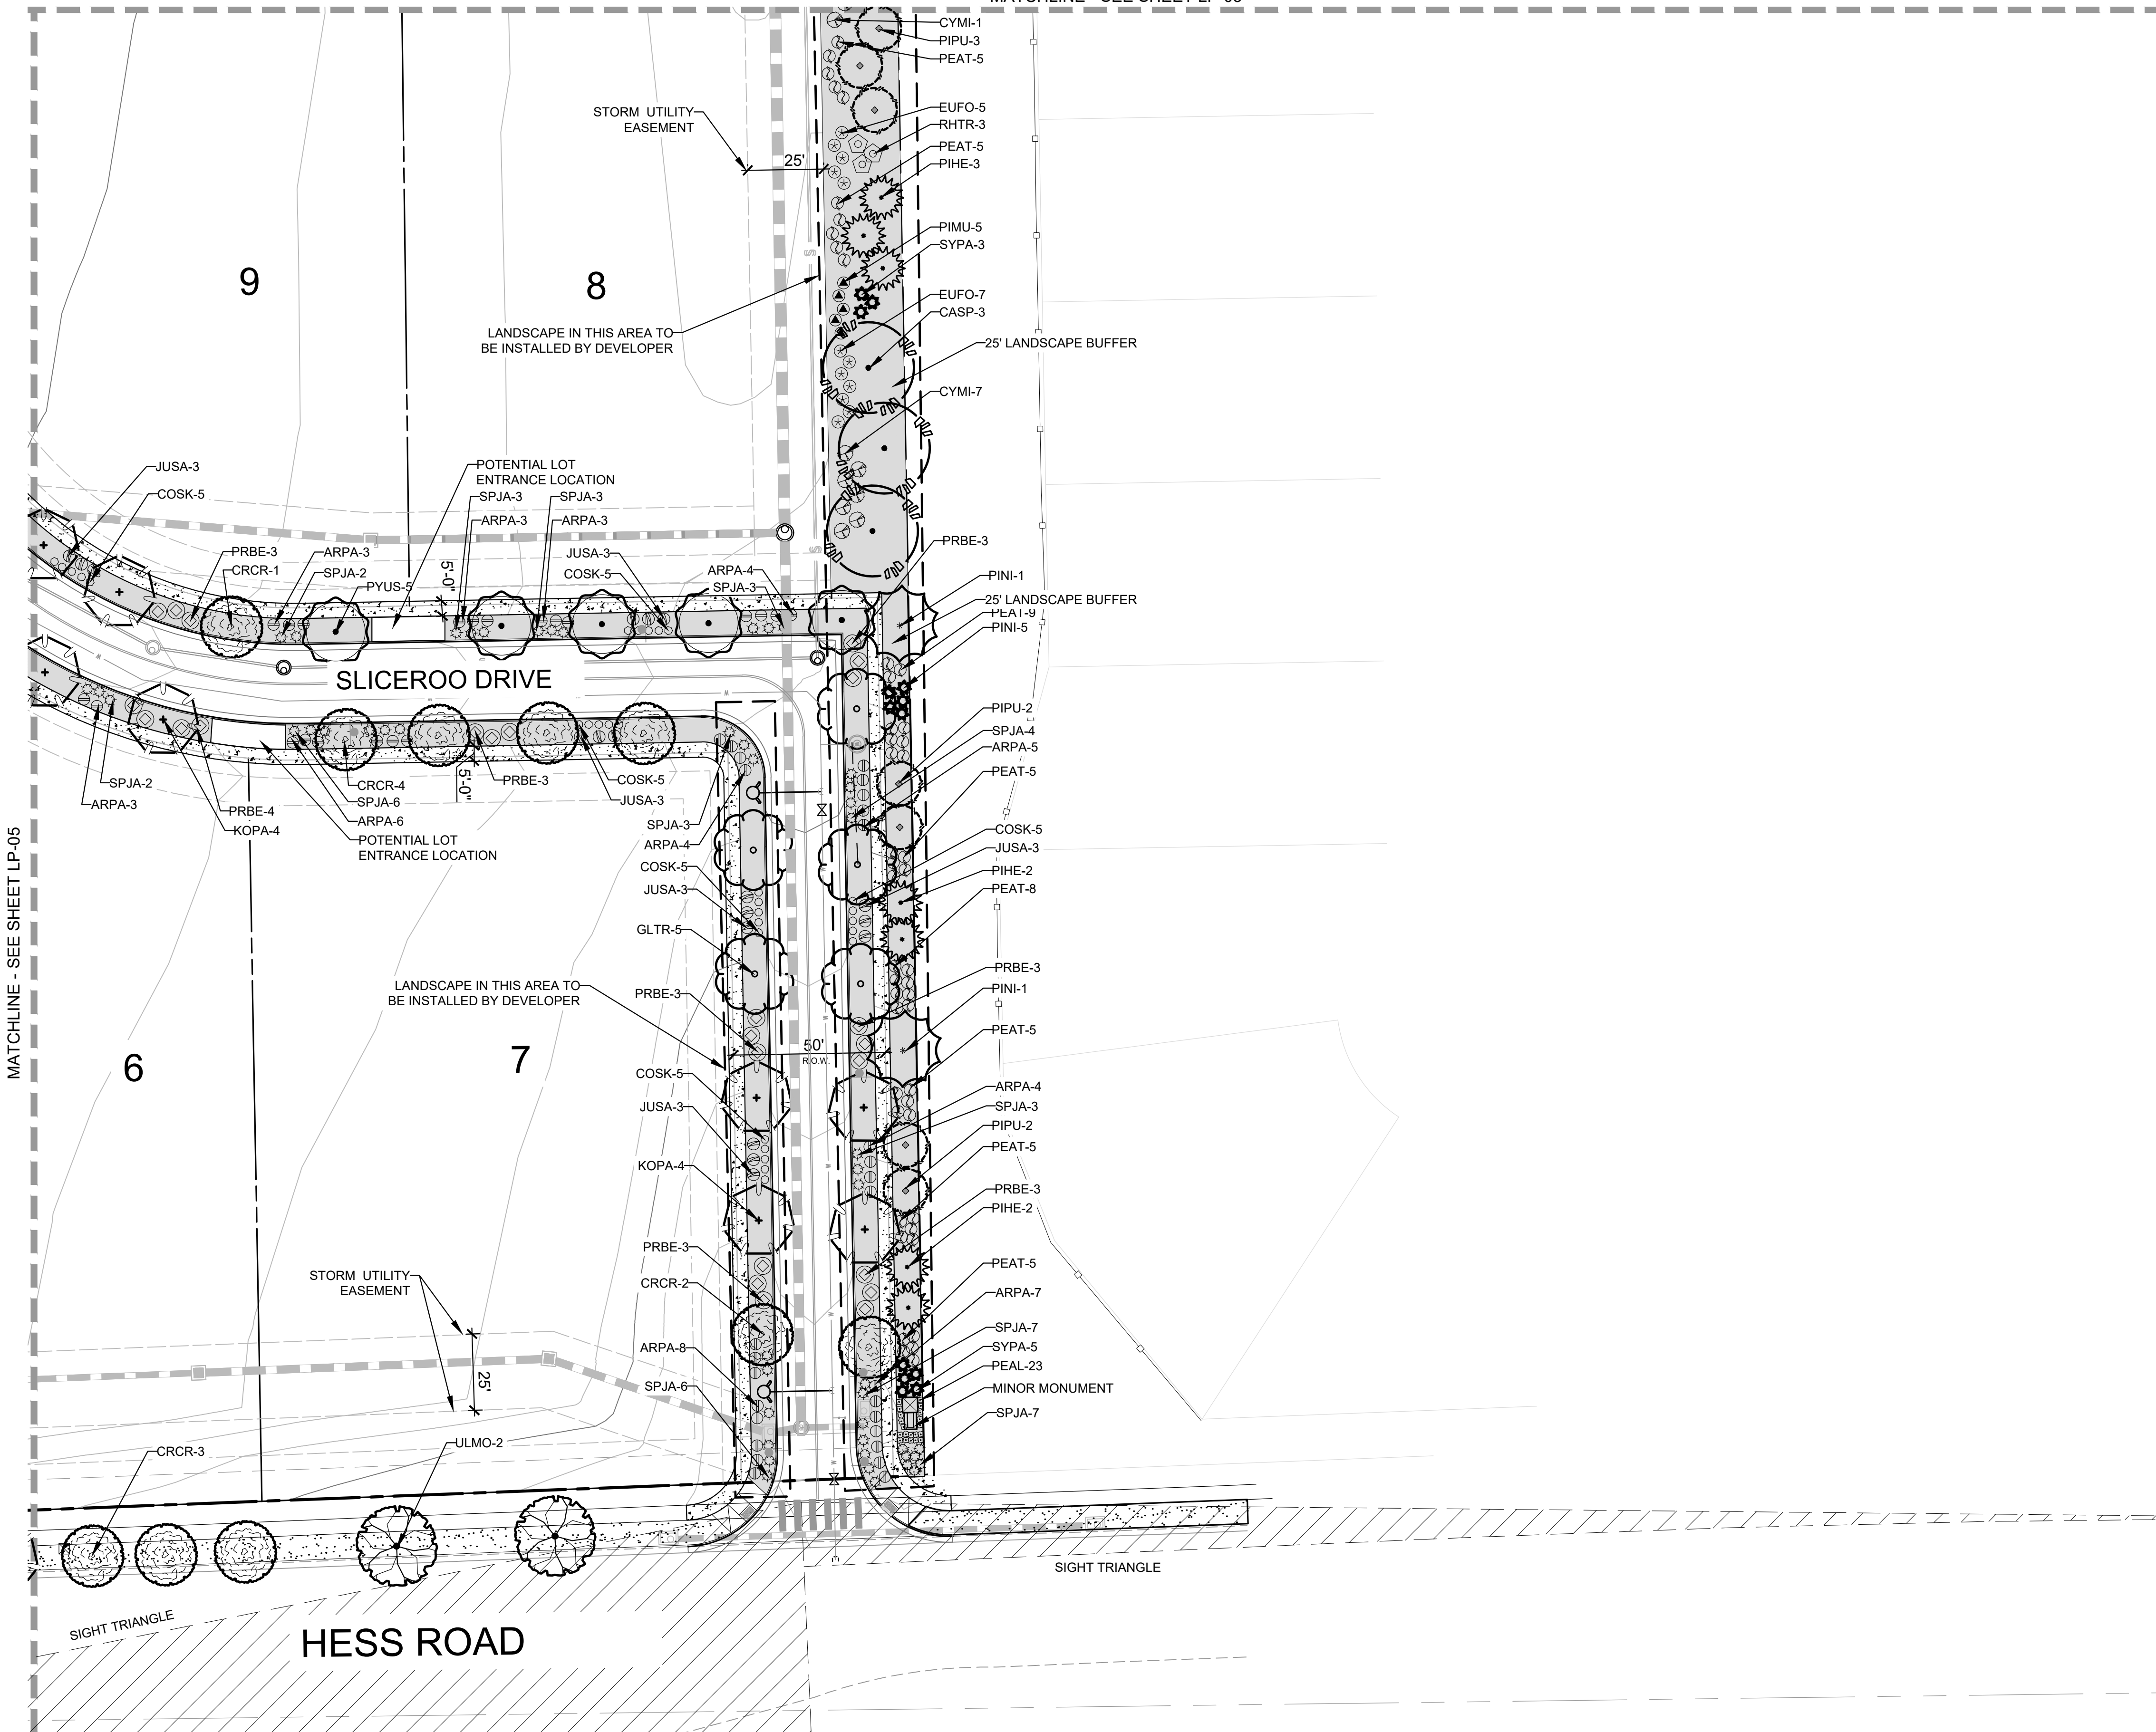 CYMI-1
PIPU-3
PEAT-5
STORM UTILITY
EASEMENT
EUFO-5
RHTR-3
PEAT-5
PIHE-3
25'
PIMU-5
SYPA-3
9
8
S
EUFO-7
CASP-3
LANDSCAPE IN THIS AREA TO
BE INSTALLED BY DEVELOPER
25' LANDSCAPE BUFFER
CYMI-7
JUSA-3
COSK-5
POTENTIAL LOT
ENTRANCE LOCATION
SPJA-3
SPJA-3
ARPA-3
ARPA-3
PRBE-3
CRCR-1
ARPA-3
SPJA-2
PYUS-5
5'-0"
JUSA-3
COSK-5
ARPA-4
SPJA-3
S
PRBE-3
PINI-1
25' LANDSCAPE BUFFER
PEAT-9
PINI-5
SLICEROO DRIVE
PIPU-2
SPJA-4
ARPA-5
PEAT-5
SPJA-2
ARPA-3
PRBE-4
KOPA-4
CRCR-4
SPJA-6
ARPA-6
POTENTIAL LOT
ENTRANCE LOCATION
5'-0"
PRBE-3
COSK-5
JUSA-3
SPJA-3
ARPA-4
COSK-5
JUSA-3
GLTR-5
COSK-5
JUSA-3
PIHE-2
PEAT-8
MATCHLINE - SEE SHEET LP-05
LANDSCAPE IN THIS AREA TO
BE INSTALLED BY DEVELOPER
PRBE-3
PRBE-3
PINI-1
PEAT-5
50'
R.O.W.
6
7
COSK-5
JUSA-3
KOPA-4
ARPA-4
SPJA-3
PIPU-2
PEAT-5
PRBE-3
PIHE-2
PRBE-3
CRCR-2
STORM UTILITY
EASEMENT
25'
PEAT-5
ARPA-7
SPJA-7
SYPA-5
PEAL-23
MINOR MONUMENT
SPJA-7
ARPA-8
SPJA-6
CRCR-3
ULMO-2
SIGHT TRIANGLE
SIGHT TRIANGLE
HESS ROAD